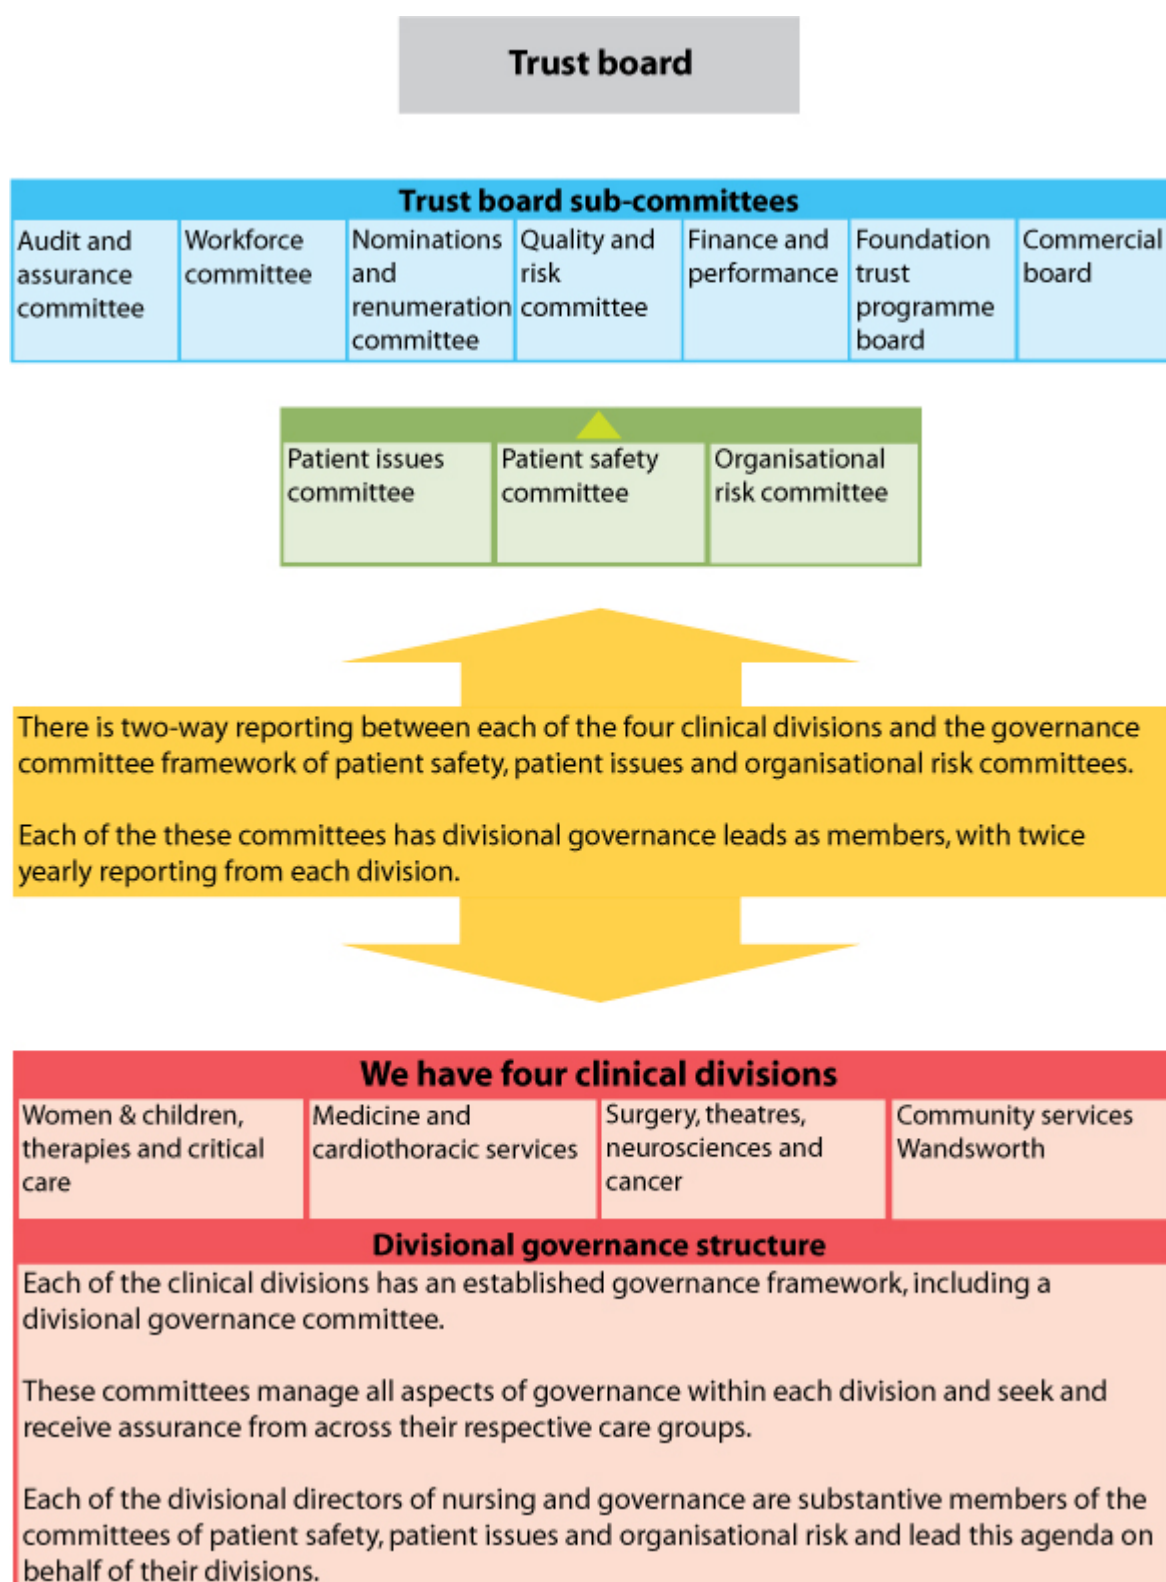 Trust board
Trust board sub-committees
Audit and
assurance
committee
Workforce
committee
Nominations
and
renumeration
committee
Quality and
risk
committee
Finance and
performance
Foundation
trust
programme
board
Commercial
board
Patient issues
committee
Patient safety
committee
Organisational
risk committee
There is two-way reporting between each of the four clinical divisions and the governance
committee framework of patient safety, patient issues and organisational risk committees.
Each of the these committees has divisional governance leads as members, with twice
yearly reporting from each division.
We have four clinical divisions
Women & children,
therapies and critical
care
Medicine and
cardiothoracic services
Surgery, theatres,
neurosciences and
cancer
Community services
Wandsworth
Divisional governance structure
Each of the clinical divisions has an established governance framework, including a
divisional governance committee.
These committees manage all aspects of governance within each division and seek and
receive assurance from across their respective care groups.
Each of the divisional directors of nursing and governance are substantive members of the
committees of patient safety, patient issues and organisational risk and lead this agenda on
behalf of their divisions.